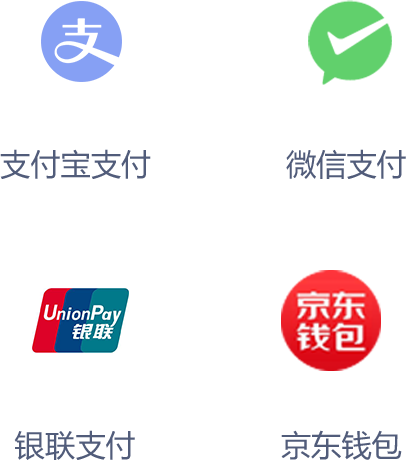 支
支付宝支付
微信支付
UnionPay
银联
京东
钱包
银联支付
京东钱包